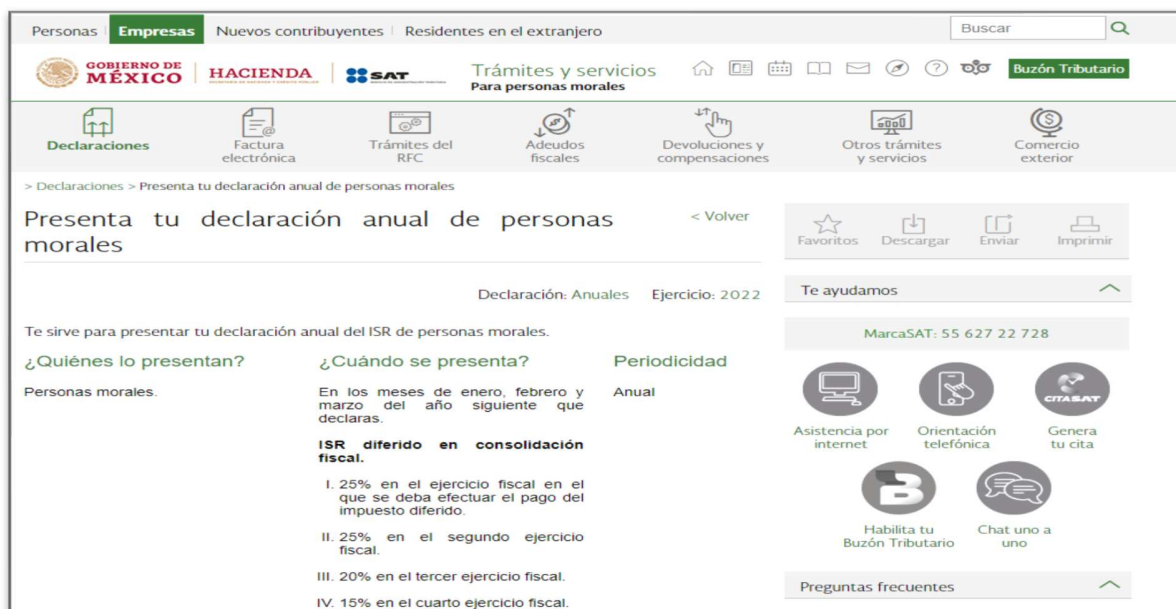 Personas
Empresas
Nuevos contribuyentes
Residentes en el extranjero
Buscar
GOBIERNO DE
MÉXICO
HACIENDA
SAT
Trámites y servicios
Para personas morales
Buzón Tributario
Declaraciones
Factura
electrónica
Trámites del
RFC
Adeudos
fiscales
Devoluciones y
compensaciones
Otros trámites
y servicios
Comercio
exterior
> Declaraciones > Presenta tu declaración anual de personas morales
Presenta tu declaración anual de personas
morales
< Volver
Favoritos
Descargar
Enviar
Imprimir
Declaración: Anuales Ejercicio: 2022
Te ayudamos
Te sirve para presentar tu declaración anual del ISR de personas morales.
MarcaSAT: 55 627 22 728
¿Quiénes lo presentan?
Personas morales.
¿Cuándo se presenta?
En los meses de enero, febrero y
marzo del año siguiente que
declaras.
ISR diferido en consolidación
fiscal.
I. 25% en el ejercicio fiscal en el
que se deba efectuar el pago del
impuesto diferido.
II. 25% en el segundo ejercicio
fiscal.
III. 20% en el tercer ejercicio fiscal.
IV. 15% en el cuarto ejercicio fiscal.
Periodicidad
Anual
Asistencia por
internet
Orientación
telefónica
CITASAT
Genera
tu cita
Habilita tu
Buzón Tributario
Chat uno a
uno
Preguntas frecuentes